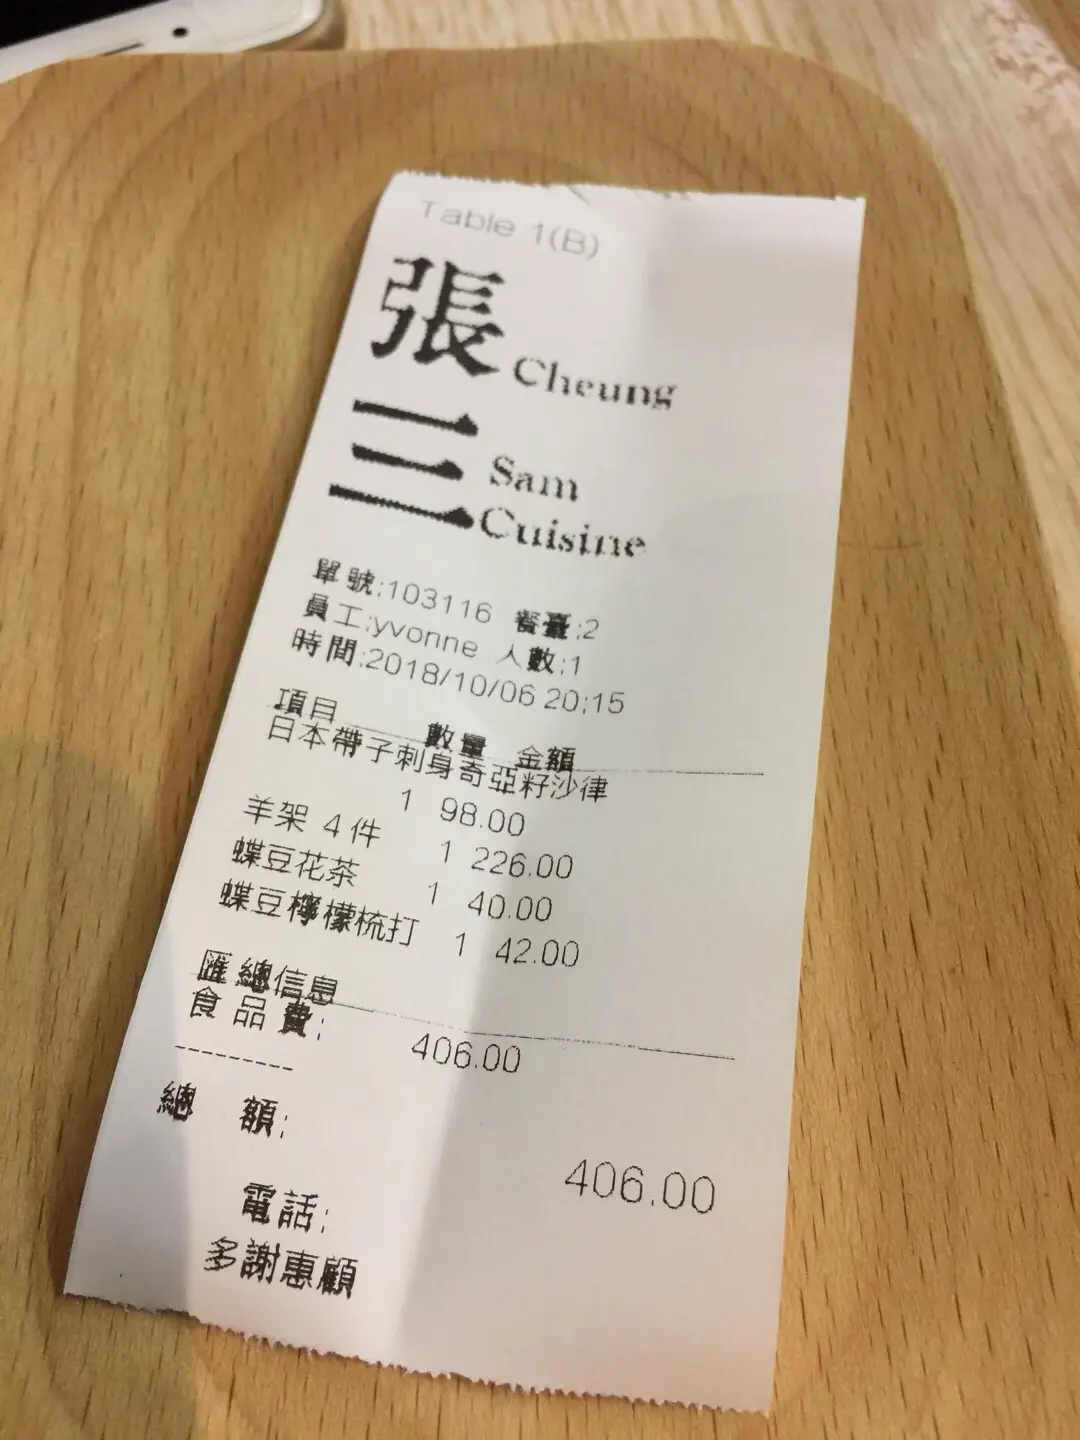 Table 1(B)
張 Cheung
三 Sam
Cuisine
單號:103116 餐臺:2
員工:yvonne 人數:1
時間:2018/10/06 20:15
項目 數量 金額
日本帶子刺身奇亞籽沙律
1 98.00
羊架 4件 1 226.00
蝶豆花茶 1 40.00
蝶豆檸檬梳打 1 42.00
匯總信息
食品費: 406.00
--------
總 額:
406.00
電話:
多謝惠顧